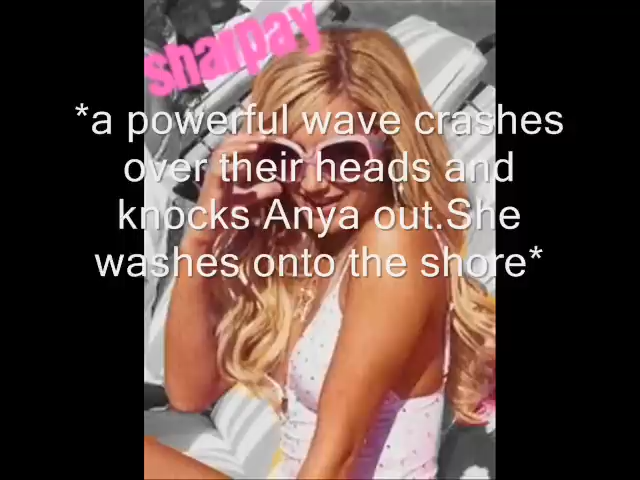 sharpay
*a powerful wave crashes
over their heads and
knocks Anya out.She
washes onto the shore*